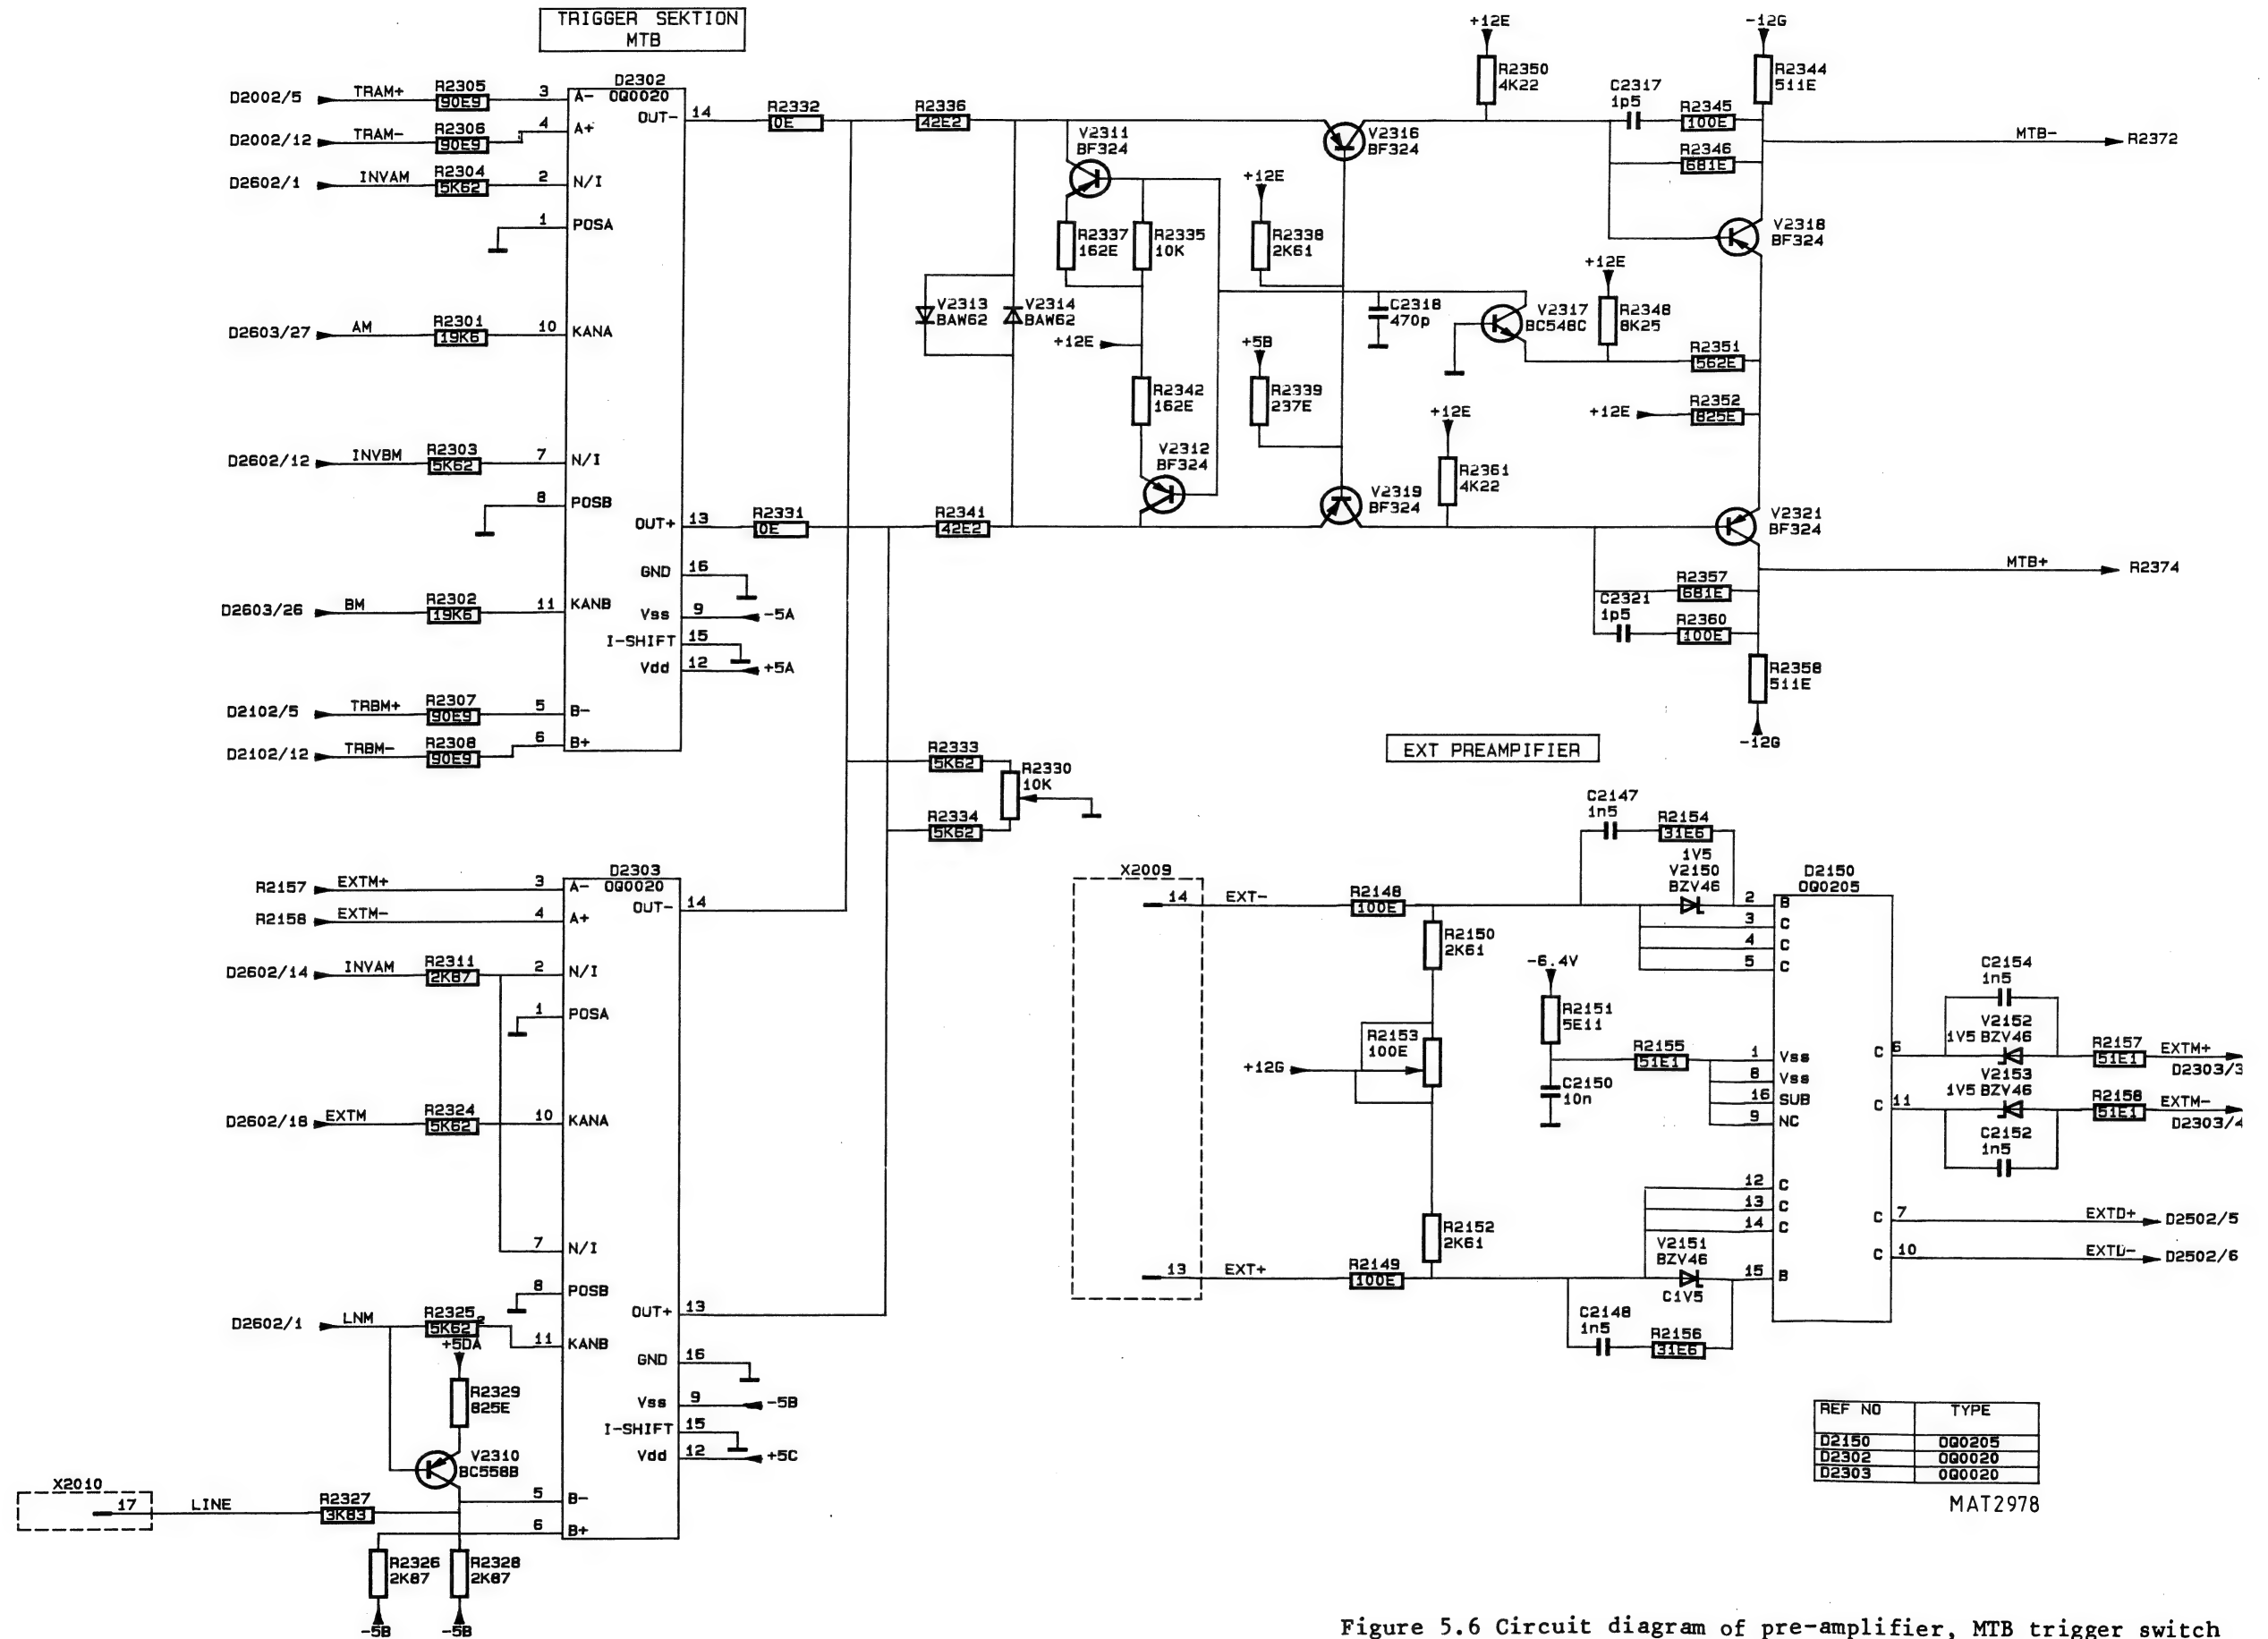 TRIGGER SEKTION
MTB
D2302
OQ0020
D2002/5 TRAM+ R2305 90E9 3 A-
D2002/12 TRAM- R2306 90E9 4 A+
D2602/1 INVAM R2304 5K62 2 N/I
1 POSA
D2603/27 AM R2301 19K6 10 KANA
D2602/12 INVBM R2303 5K62 7 N/I
8 POSB
D2603/26 BM R2302 19K6 11 KANB
D2102/5 TRBM+ R2307 90E9 5 B-
D2102/12 TRBM- R2308 90E9 6 B+
OUT- 14
OUT+ 13
GND 16
Vss 9 -5A
I-SHIFT 15
Vdd 12 +5A
R2332 0E
R2336 42E2
R2331 0E
R2341 42E2
V2311
BF324
R2337
162E
R2335
10K
V2313
BAW62
V2314
BAW62
+12E
R2342
162E
V2312
BF324
+12E
R2338
2K61
+5B
R2339
237E
V2316
BF324
V2319
BF324
+12E
R2350
4K22
+12E
R2361
4K22
C2318
470p
V2317
BC548C
+12E
R2348
8K25
R2351
562E
+12E R2352
825E
C2317
1p5
R2345
100E
R2346
681E
-12G
R2344
511E
MTB- R2372
V2318
BF324
V2321
BF324
MTB+ R2374
R2357
681E
C2321
1p5
R2360
100E
R2358
511E
-12G
R2333
5K62
R2330
10K
R2334
5K62
D2303
OQ0020
R2157 EXTM+ 3 A-
R2158 EXTM- 4 A+
D2602/14 INVAM R2311 2K87 2 N/I
1 POSA
D2602/18 EXTM R2324 5K62 10 KANA
7 N/I
8 POSB
D2602/1 LNM R2325 5K62 2 11 KANB
+5DA
R2329
825E
V2310
BC558B
X2010
17 LINE R2327 3K83 5 B-
6 B+
R2326
2K87
R2328
2K87
-5B -5B
OUT- 14
OUT+ 13
GND 16
Vss 9 -5B
I-SHIFT 15
Vdd 12 +5C
EXT PREAMPIFIER
X2009
14 EXT- R2148 100E
13 EXT+ R2149 100E
R2150
2K61
+12G R2153
100E
R2152
2K61
C2147
1n5
R2154
31E6
1V5
V2150
BZV46
-6.4V
R2151
5E11
R2155
51E1
C2150
10n
V2151
BZV46
C1V5
C2148
1n5
R2156
31E6
D2150
OQ0205
2 B
3 C
4 C
5 C
1 Vss
8 Vss
16 SUB
9 NC
12 C
13 C
14 C
15 B
C 6
C 11
C 7 EXTD+ D2502/5
C 10 EXTD- D2502/6
C2154
1n5
V2152
1V5 BZV46
R2157
51E1
EXTM+
D2303/3
V2153
1V5 BZV46
R2158
51E1
EXTM-
D2303/4
C2152
1n5
REF NO TYPE
D2150 OQ0205
D2302 OQ0020
D2303 OQ0020
MAT2978
Figure 5.6 Circuit diagram of pre-amplifier, MTB trigger switch